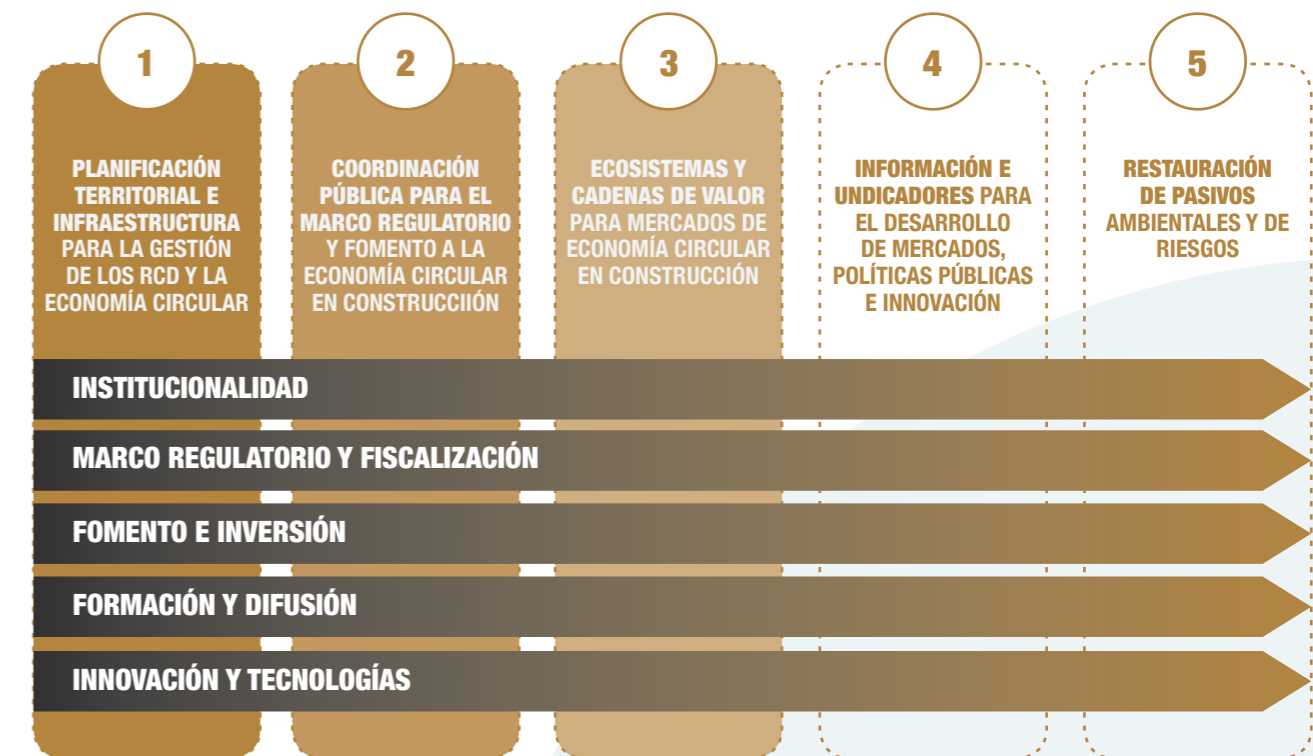 1
PLANIFICACIÓN
TERRITORIAL E
INFRAESTRUCTURA
PARA LA GESTIÓN
DE LOS RCD Y LA
ECONOMÍA CIRCULAR
2
COORDINACIÓN
PÚBLICA PARA EL
MARCO REGULATORIO
Y FOMENTO A LA
ECONOMÍA CIRCULAR
EN CONSTRUCCIIÓN
3
ECOSISTEMAS Y
CADENAS DE VALOR
PARA MERCADOS DE
ECONOMÍA CIRCULAR
EN CONSTRUCCIÓN
4
INFORMACIÓN E
UNDICADORES PARA
EL DESARROLLO
DE MERCADOS,
POLÍTICAS PÚBLICAS
E INNOVACIÓN
5
RESTAURACIÓN
DE PASIVOS
AMBIENTALES Y DE
RIESGOS
INSTITUCIONALIDAD
MARCO REGULATORIO Y FISCALIZACIÓN
FOMENTO E INVERSIÓN
FORMACIÓN Y DIFUSIÓN
INNOVACIÓN Y TECNOLOGÍAS